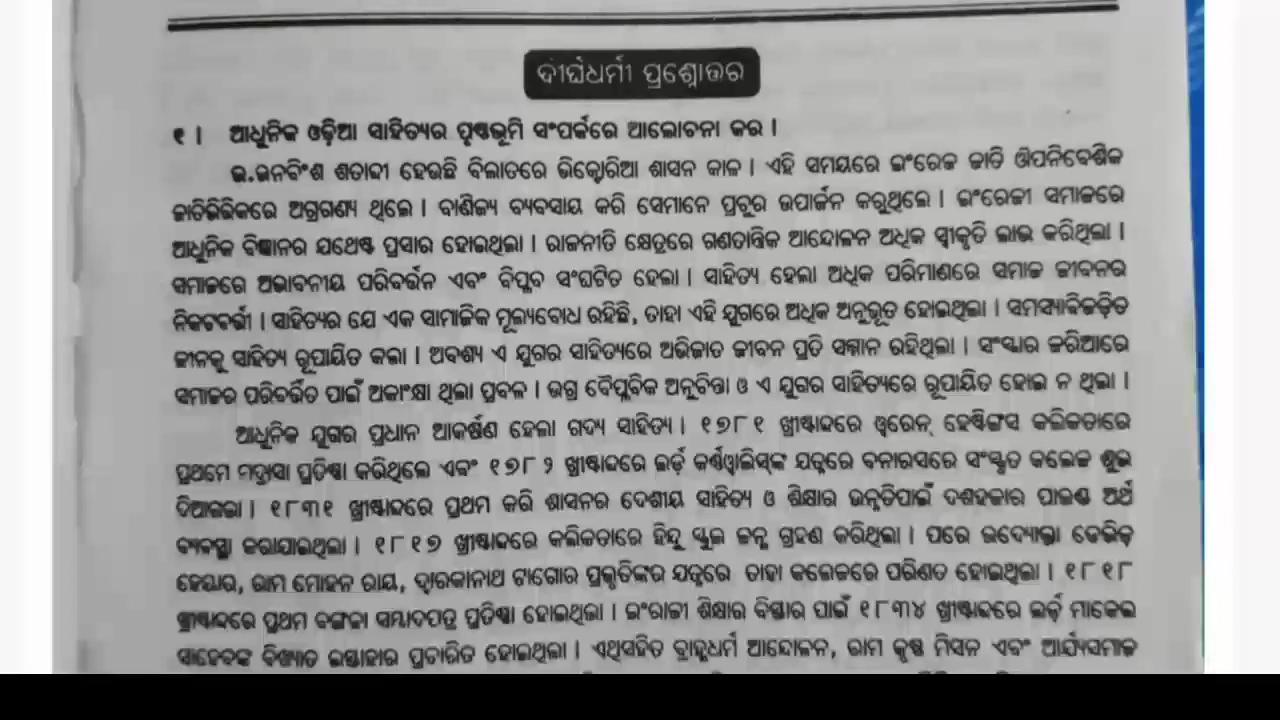 ଦୀର୍ଘଧର୍ମୀ ପ୍ରଶ୍ନୋତ୍ତର
୧ । ଆଧୁନିକ ଓଡ଼ିଆ ସାହିତ୍ୟର ପୃଷ୍ଠଭୂମି ସଂପର୍କରେ ଆଲୋଚନା କର ।
ଉ.ଉନବିଂଶ ଶତାବ୍ଦୀ ହେଉଛି ବିଲାତରେ ଭିକ୍ଟୋରିଆ ଶାସନ କାଳ । ଏହି ସମୟରେ ଇଂରେଜ ଜାତି ଔପନିବେଶିକ
ଜାତିଭିତ୍ତିକରେ ଅଗ୍ରଗଣ୍ୟ ଥିଲେ । ବାଣିଜ୍ୟ ବ୍ୟବସାୟ କରି ସେମାନେ ପ୍ରଚୁର ଉପାର୍ଜନ କରୁଥିଲେ । ଇଂରେଜୀ ସମାଜରେ
ଆଧୁନିକ ବିଜ୍ଞାନର ଯଥେଷ୍ଟ ପ୍ରସାର ହୋଇଥିଲା । ରାଜନୀତି କ୍ଷେତ୍ରରେ ଗଣତାନ୍ତ୍ରିକ ଆନ୍ଦୋଳନ ଅଧିକ ସ୍ୱୀକୃତି ଲାଭ କରିଥିଲା ।
ସମାଜରେ ଅଭାବନୀୟ ପରିବର୍ତ୍ତନ ଏବଂ ବିପ୍ଳବ ସଂଘଟିତ ହେଲା । ସାହିତ୍ୟ ହେଲା ଅଧିକ ପରିମାଣରେ ସମାଜ ଜୀବନର
ନିକଟବର୍ତ୍ତୀ । ସାହିତ୍ୟର ଯେ ଏକ ସାମାଜିକ ମୂଲ୍ୟବୋଧ ରହିଛି, ତାହା ଏହି ଯୁଗରେ ଅଧିକ ଅନୁଭୂତ ହୋଇଥିଲା । ସମସ୍ୟାବିଜଡ଼ିତ
ଜୀନକୁ ସାହିତ୍ୟ ରୂପାୟିତ କଲା । ଅବଶ୍ୟ ଏ ଯୁଗର ସାହିତ୍ୟରେ ଅଭିଜାତ ଜୀବନ ପ୍ରତି ସମ୍ମାନ ରହିଥିଲା । ସଂସ୍କାର ଜରିଆରେ
ସମାଜର ପରିବର୍ତ୍ତିତ ପାଇଁ ଅକାଂକ୍ଷା ଥିଲା ପ୍ରବଳ । ଉଗ୍ର ବୈପ୍ଳବିକ ଅନୁଚିନ୍ତା ଓ ଏ ଯୁଗର ସାହିତ୍ୟରେ ରୂପାୟିତ ହୋଇ ନ ଥିଲା ।
ଆଧୁନିକ ଯୁଗର ପ୍ରଧାନ ଆକର୍ଷଣ ହେଲା ଗଦ୍ୟ ସାହିତ୍ୟ । ୧୭୮୧ ଖ୍ରୀଷ୍ଟାବ୍ଦରେ ୱରେନ୍ ହେଷ୍ଟିଂସ କଲିକତାରେ
ପ୍ରଥମେ ମଦ୍ରସା ପ୍ରତିଷ୍ଠା କରିଥିଲେ ଏବଂ ୧୭୮୨ ଖ୍ରୀଷ୍ଟାବ୍ଦରେ ଲର୍ଡ଼ କର୍ଣ୍ଣୱାଲିସ୍‌ଙ୍କ ଯତ୍ନରେ ବନାରସରେ ସଂସ୍କୃତ କଲେଜ ଶୁଭ
ଦିଆଗଲା । ୧୮୩୧ ଖ୍ରୀଷ୍ଟାବ୍ଦରେ ପ୍ରଥମ କରି ଶାସନର ଦେଶୀୟ ସାହିତ୍ୟ ଓ ଶିକ୍ଷାର ଉନ୍ନତିପାଇଁ ଦଶହଜାର ପାଉଣ୍ଡ ଅର୍ଥ
ବ୍ୟବସ୍ଥା କରାଯାଇଥିଲା । ୧୮୧୭ ଖ୍ରୀଷ୍ଟାବ୍ଦରେ କଲିକତାରେ ହିନ୍ଦୁ ସ୍କୁଲ ଜନ୍ମ ଗ୍ରହଣ କରିଥିଲା । ପରେ ଉଦ୍ୟୋକ୍ତା ଡେଭିଡ଼
ହେୟାର, ରାମ ମୋହନ ରାୟ, ଦ୍ୱାରକାନାଥ ଟାଗୋର ପ୍ରଭୃତିଙ୍କର ଯତ୍ନରେ ତାହା କଲେଜରେ ପରିଣତ ହୋଇଥିଲା । ୧୮୧୮
ଖ୍ରୀଷ୍ଟାବ୍ଦରେ ପ୍ରଥମ ବଙ୍ଗଳା ସମ୍ବାଦପତ୍ର ପ୍ରତିଷ୍ଠା ହୋଇଥିଲା । ଇଂରାଜୀ ଶିକ୍ଷାର ବିସ୍ତାର ପାଇଁ ୧୮୩୪ ଖ୍ରୀଷ୍ଟାବ୍ଦରେ ଲର୍ଡ଼ ମାକେଲ
ସାହେବଙ୍କ ବିଖ୍ୟାତ ଇସ୍ତାହାର ପ୍ରଚାରିତ ହୋଇଥିଲା । ଏଥିସହିତ ବ୍ରାହ୍ମଧର୍ମ ଆନ୍ଦୋଳନ, ରାମ କୃଷ୍ଣ ମିସନ ଏବଂ ଆର୍ଯ୍ୟସମାଜ